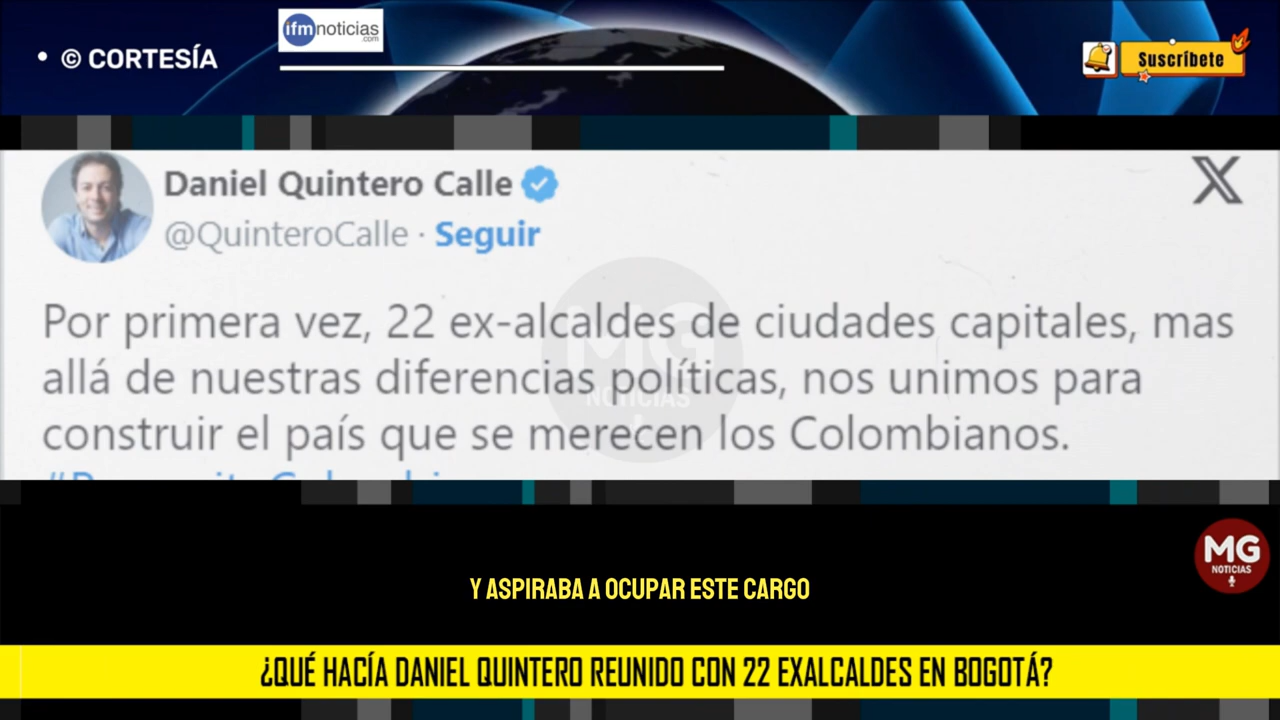 ifmnoticias
.com
• © CORTESÍA
Suscríbete
Daniel Quintero Calle
@QuinteroCalle · Seguir
Por primera vez, 22 ex-alcaldes de ciudades capitales, mas
allá de nuestras diferencias políticas, nos unimos para
construir el país que se merecen los Colombianos.
MG
NOTICIAS
Y ASPIRABA A OCUPAR ESTE CARGO
MG
NOTICIAS
¿QUÉ HACÍA DANIEL QUINTERO REUNIDO CON 22 EXALCALDES EN BOGOTÁ?